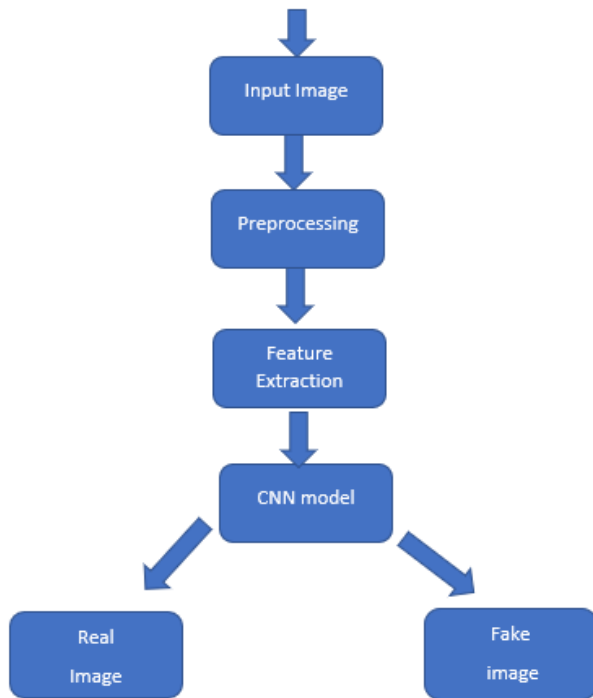 Input Image
Preprocessing
Feature
Extraction
CNN model
Real
Image
Fake
image